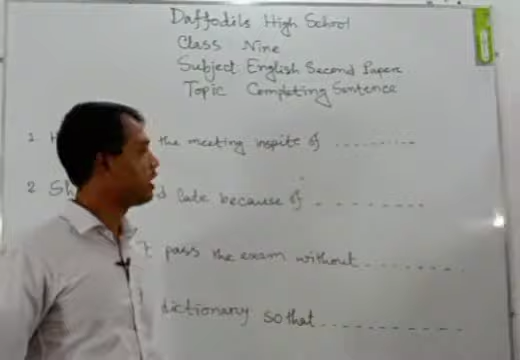 Daffodils High School
Class Nine
Subject English Second Paper
Topic Completing Sentence
1. the meeting inspite of ..........
2 late because of ..........
pass the exam without ..........
dictionary so that ..........